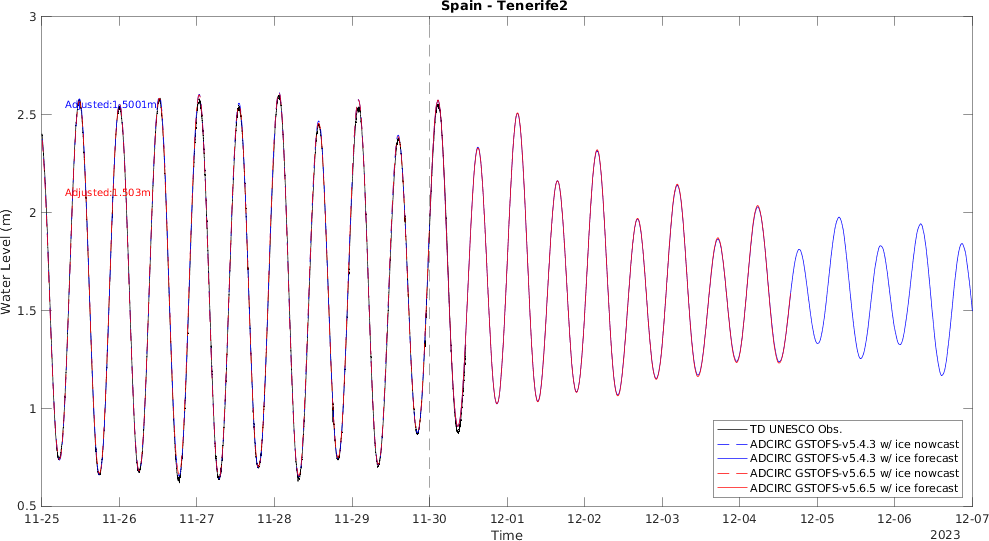 Spain - Tenerife2
3
2.5
2
1.5
1
0.5
Water Level (m)
Adjusted:1.5001m
Adjusted:1.503m
TD UNESCO Obs.
ADCIRC GSTOFS-v5.4.3 w/ ice nowcast
ADCIRC GSTOFS-v5.4.3 w/ ice forecast
ADCIRC GSTOFS-v5.6.5 w/ ice nowcast
ADCIRC GSTOFS-v5.6.5 w/ ice forecast
11-25 11-26 11-27 11-28 11-29 11-30 12-01 12-02 12-03 12-04 12-05 12-06 12-07
Time
2023